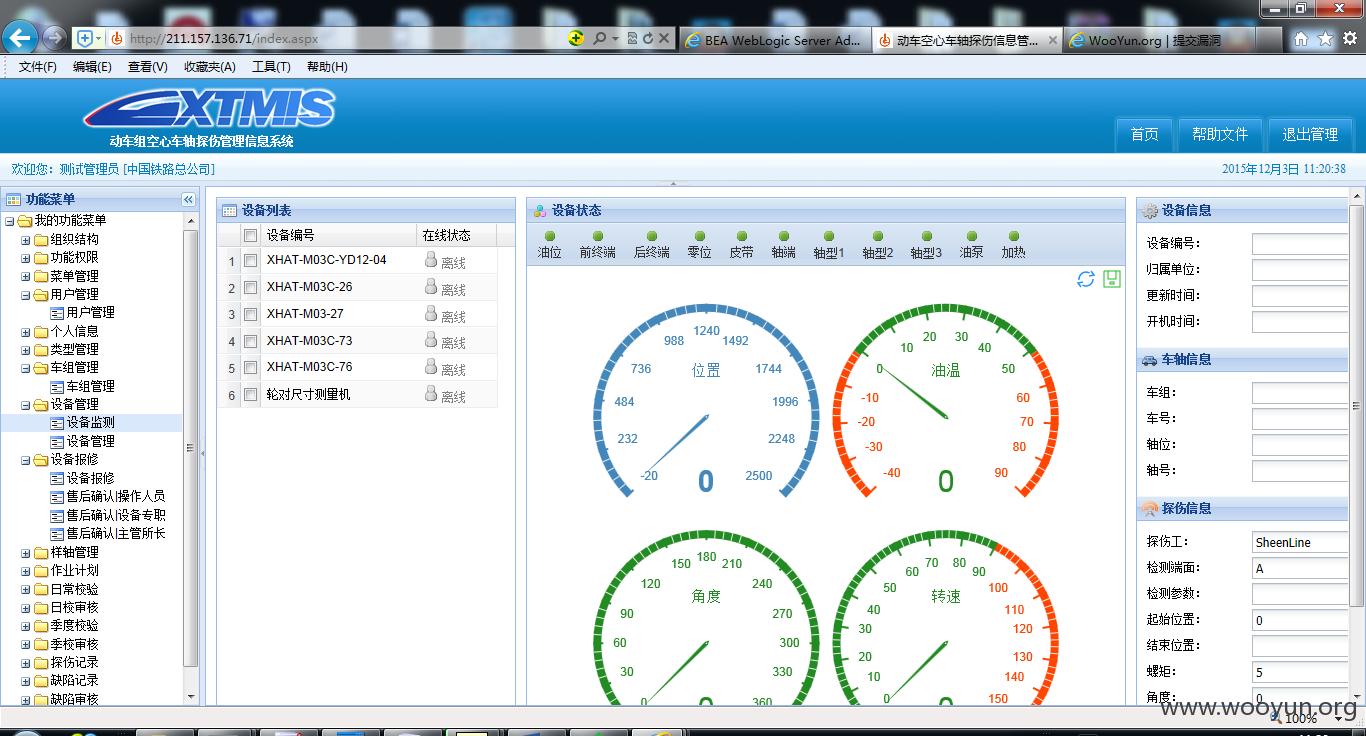 http://211.157.136.71/index.aspx
BEA WebLogic Server Ad...
动车空心车轴探伤信息管...
WooYun.org | 提交漏洞
文件(F) 编辑(E) 查看(V) 收藏夹(A) 工具(T) 帮助(H)
EXTMIS
动车组空心车轴探伤管理信息系统
首页 帮助文件 退出管理
欢迎您: 测试管理员 [中国铁路总公司]
2015年12月3日 11:20:38
功能菜单
我的功能菜单
组织结构
功能权限
菜单管理
用户管理
用户管理
个人信息
类型管理
车组管理
车组管理
设备管理
设备监测
设备管理
设备报修
设备报修
售后确认|操作人员
售后确认|设备专职
售后确认|主管所长
样轴管理
作业计划
日常校验
日校审核
季度校验
季校审核
探伤记录
缺陷记录
缺陷审核
设备列表
设备编号 在线状态
1 XHAT-M03C-YD12-04 离线
2 XHAT-M03C-26 离线
3 XHAT-M03-27 离线
4 XHAT-M03C-73 离线
5 XHAT-M03C-76 离线
6 轮对尺寸测量机 离线
设备状态
油位 前终端 后终端 零位 皮带 轴端 轴型1 轴型2 轴型3 油泵 加热
位置
-20 232 484 736 988 1240 1492 1744 1996 2248 2500
0
油温
-40 -30 -20 -10 0 10 20 30 40 50 60 70 80 90
0
角度
0 30 60 90 120 150 180 210 240 270 300 330 360
0
转速
0 10 20 30 40 50 60 70 80 90 100 110 120 130 140 150
0
设备信息
设备编号:
归属单位:
更新时间:
开机时间:
车轴信息
车组:
车号:
轴位:
轴号:
探伤信息
探伤工: SheenLine
检测端面: A
检测参数:
起始位置: 0
结束位置:
螺距: 5
角度: 0
www.wooyun.org
100%